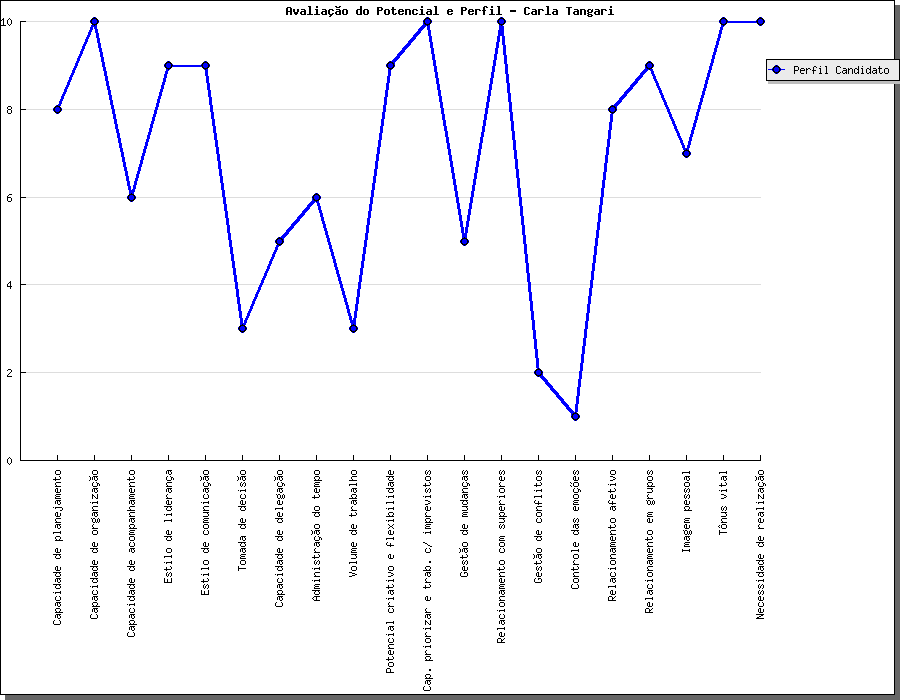 Avaliação do Potencial e Perfil - Carla Tangari
10
8
6
4
2
0
Perfil Candidato
Capacidade de planejamento
Capacidade de organização
Capacidade de acompanhamento
Estilo de liderança
Estilo de comunicação
Tomada de decisão
Capacidade de delegação
Administração do tempo
Volume de trabalho
Potencial criativo e flexibilidade
Cap. priorizar e trab. c/ imprevistos
Gestão de mudanças
Relacionamento com superiores
Gestão de conflitos
Controle das emoções
Relacionamento afetivo
Relacionamento em grupos
Imagem pessoal
Tônus vital
Necessidade de realização